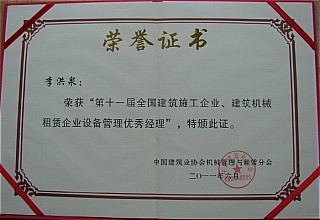 荣誉证书
李洪泉：
荣获“第十一届全国建筑施工企业、建筑机械
租赁企业设备管理优秀经理”，特颁此证。
中国建筑业协会机械管理与租赁分会
二〇一一年六月